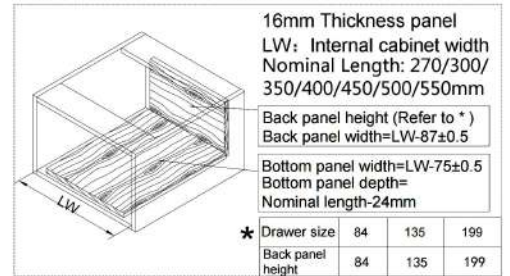 16mm Thickness panel
LW：Internal cabinet width
Nominal Length: 270/300/
350/400/450/500/550mm
Back panel height (Refer to * )
Back panel width=LW-87±0.5
Bottom panel width=LW-75±0.5
Bottom panel depth=
Nominal length-24mm
LW
* Drawer size 84 135 199
Back panel
height 84 135 199